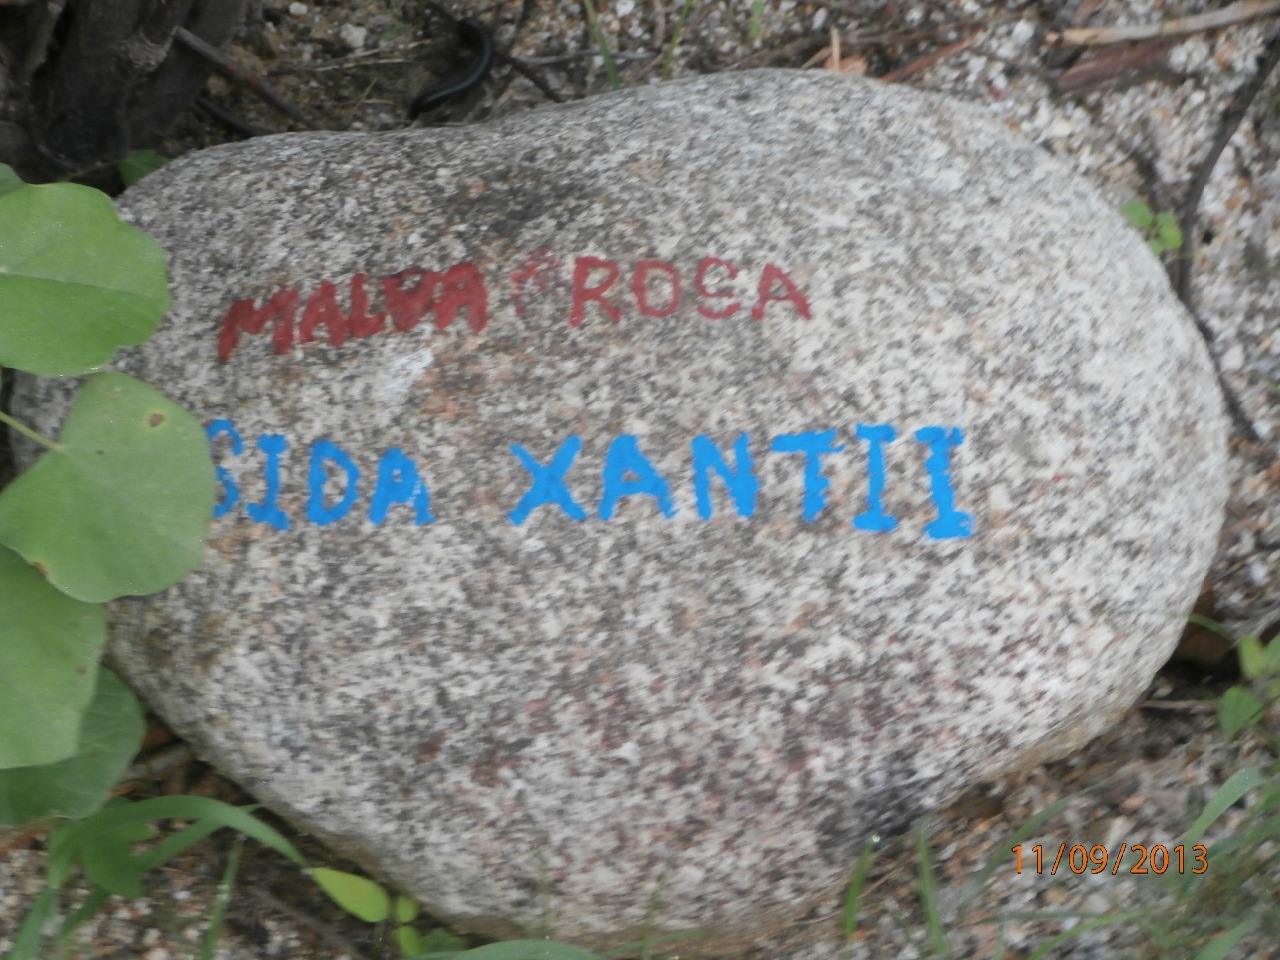 MALVA ROSA
SIDA XANTII
11/09/2013